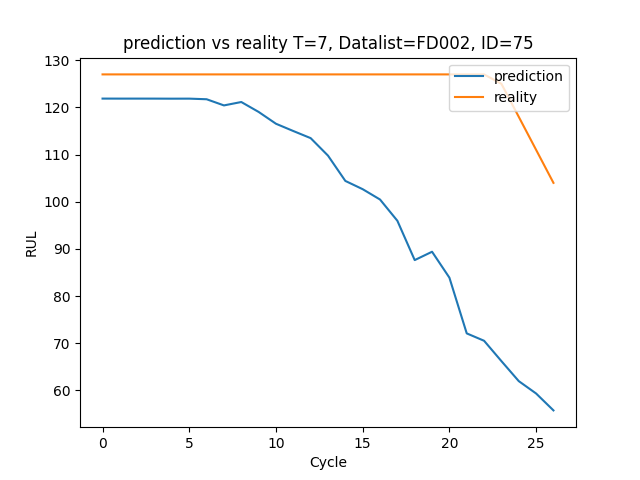 prediction vs reality T=7, Datalist=FD002, ID=75
130
120
110
100
90
80
70
60
RUL
prediction
reality
0 5 10 15 20 25
Cycle